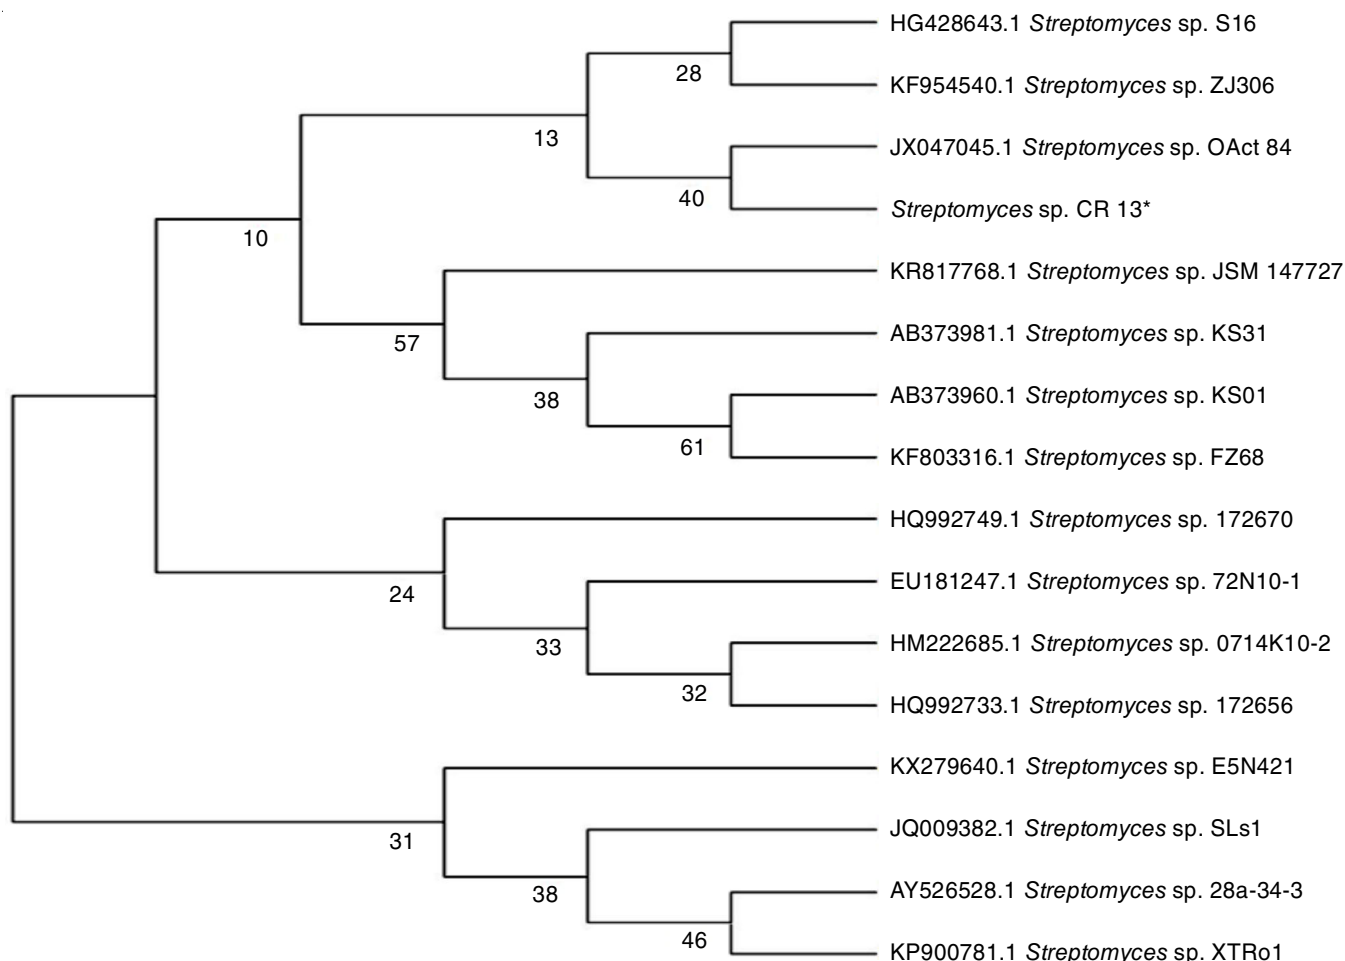 HG428643.1 Streptomyces sp. S16
28
KF954540.1 Streptomyces sp. ZJ306
13
JX047045.1 Streptomyces sp. OAct 84
40
Streptomyces sp. CR 13*
10
KR817768.1 Streptomyces sp. JSM 147727
57
AB373981.1 Streptomyces sp. KS31
38
AB373960.1 Streptomyces sp. KS01
61
KF803316.1 Streptomyces sp. FZ68
HQ992749.1 Streptomyces sp. 172670
24
EU181247.1 Streptomyces sp. 72N10-1
33
HM222685.1 Streptomyces sp. 0714K10-2
32
HQ992733.1 Streptomyces sp. 172656
KX279640.1 Streptomyces sp. E5N421
31
JQ009382.1 Streptomyces sp. SLs1
38
AY526528.1 Streptomyces sp. 28a-34-3
46
KP900781.1 Streptomyces sp. XTRo1